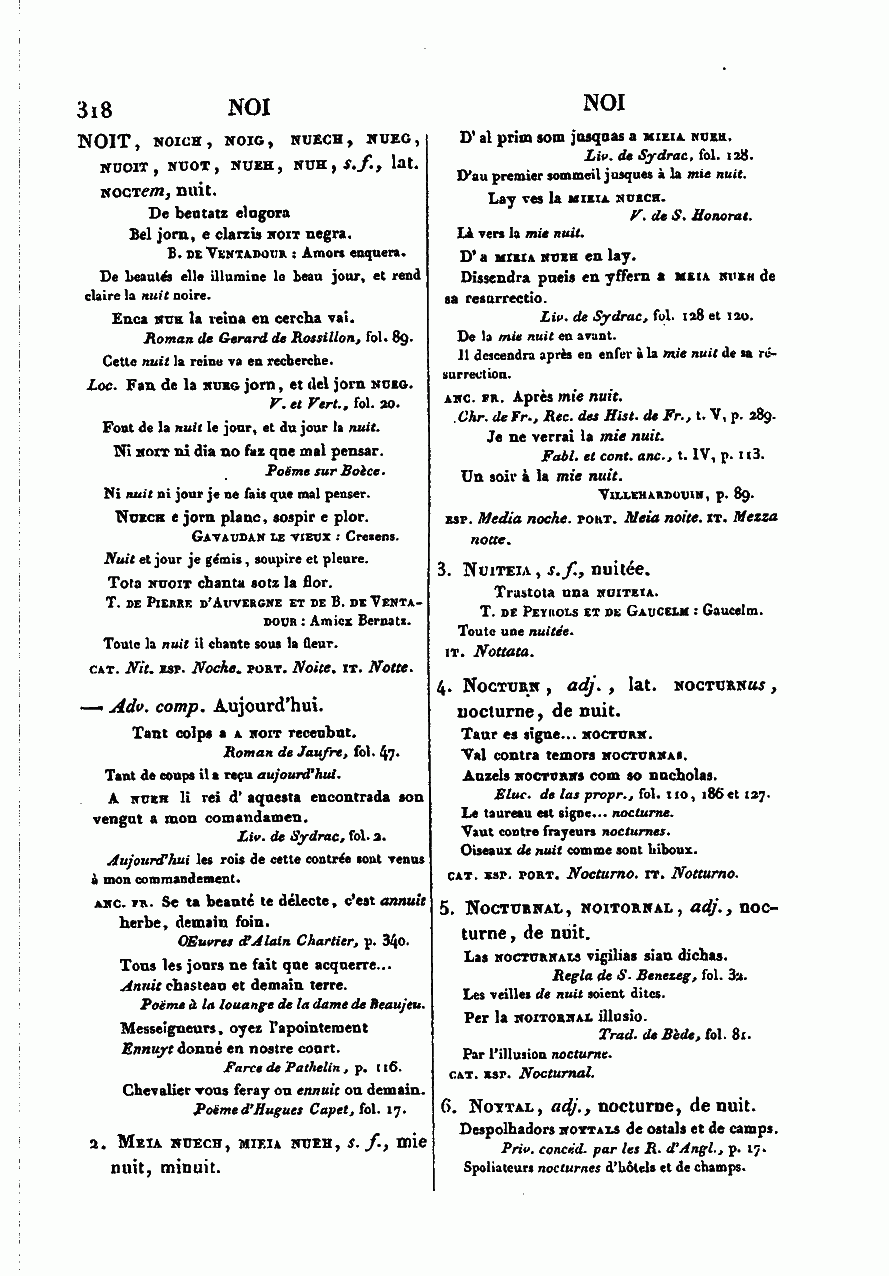 318 NOI
NOIT, NOICH, NOIG, NUECH, NUEG,
NUOIT, NUOT, NUEH, NUH, s. f., lat.
NOCTem, nuit.
De beutatz elugora
Bel jorn, e clarzis NOIT negra.
B. DE VENTADOUR : Amors enquera.
De beautés elle illumine le beau jour, et rend
claire la nuit noire.
Enca NUH la reina en cercha vai.
Roman de Gerard de Rossillon, fol. 89.
Cette nuit la reine va en recherche.
Loc. Fan de la NUEG jorn, et del jorn NUEG.
V. et Vert., fol. 20.
Font de la nuit le jour, et du jour la nuit.
Ni NOIT ni dia no faz que mal pensar.
Poëme sur Boèce.
Ni nuit ni jour je ne fais que mal penser.
NUECH e jorn planc, sospir e plor.
GAVAUDAN LE VIEUX : Crezens.
Nuit et jour je gémis, soupire et pleure.
Tota NUOIT chanta sotz la flor.
T. DE PIERRE D'AUVERGNE ET DE B. DE VENTA-
DOUR : Amicx Bernatz.
Toute la nuit il chante sous la fleur.
CAT. Nit. ESP. Noche. PORT. Noite. IT. Notte.
— Adv. comp. Aujourd'hui.
Tant colps a A NOIT receubut.
Roman de Jaufre, fol. 47.
Tant de coups il a reçu aujourd'hui.
A NUEH li rei d' aquesta encontrada son
vengut a mon comandamen.
Liv. de Sydrac, fol. 2.
Aujourd'hui les rois de cette contrée sont venus
à mon commandement.
ANC. FR. Se ta beauté te délecte, c'est annuit
herbe, demain foin.
OEuvres d'Alain Chartier, p. 340.
Tous les jours ne fait que acquerre...
Annuit chasteau et demain terre.
Poëme à la louange de la dame de Beaujeu.
Messeigneurs, oyez l'apointement
Ennuyt donné en nostre court.
Farce de Pathelin, p. 116.
Chevalier vous feray ou ennuit ou demain.
Poëme d'Hugues Capet, fol. 17.
2. MEIA NUECH, MIEIA NUEH, s. f., mie
nuit, minuit.
NOI
D' al prim som jusquas a MIEIA NUEH.
Liv. de Sydrac, fol. 128.
D'au premier sommeil jusques à la mie nuit.
Lay ves la MIEIA NUECH.
V. de S. Honorat.
Là vers la mie nuit.
D' a MIEIA NUEH en lay.
Dissendra pueis en yffern a MEIA NUEH de
sa resurrectio.
Liv. de Sydrac, fol. 128 et 120.
De la mie nuit en avant.
Il descendra après en enfer à la mie nuit de sa ré-
surrection.
ANC. FR. Après mie nuit.
Chr. de Fr., Rec. des Hist. de Fr., t. V, p. 289.
Je ne verrai la mie nuit.
Fabl. et cont. anc., t. IV, p. 113.
Un soir à la mie nuit.
VILLEHARDOUIN, p. 89.
ESP. Media noche. PORT. Meia noite. IT. Mezza
notte.
3. NUITEIA, s. f., nuitée.
Trastota una NUITEIA.
T. DE PEYROLS ET DE GAUCELM : Gaucelm.
Toute une nuitée.
IT. Nottata.
4. NOCTURN, adj., lat. NOCTURNus,
nocturne, de nuit.
Taur es signe... NOCTURN.
Val contra temors NOCTURNAS.
Auzels NOCTURNS com so nucholas.
Eluc. de las propr., fol. 110, 186 et 127.
Le taureau est signe... nocturne.
Vaut contre frayeurs nocturnes.
Oiseaux de nuit comme sont hiboux.
CAT. ESP. PORT. Nocturno. IT. Notturno.
5. NOCTURNAL, NOITORNAL, adj., noc-
turne, de nuit.
Las NOCTURNALS vigilias sian dichas.
Regla de S. Benezeg, fol. 32.
Les veilles de nuit soient dites.
Per la NOITORNAL illusio.
Trad. de Bède, fol. 81.
Par l'illusion nocturne.
CAT. ESP. Nocturnal.
6. NOYTAL, adj., nocturne, de nuit.
Despolhadors NOYTALS de ostals et de camps.
Priv. concéd. par les R. d'Angl., p. 17.
Spoliateurs nocturnes d'hôtels et de champs.